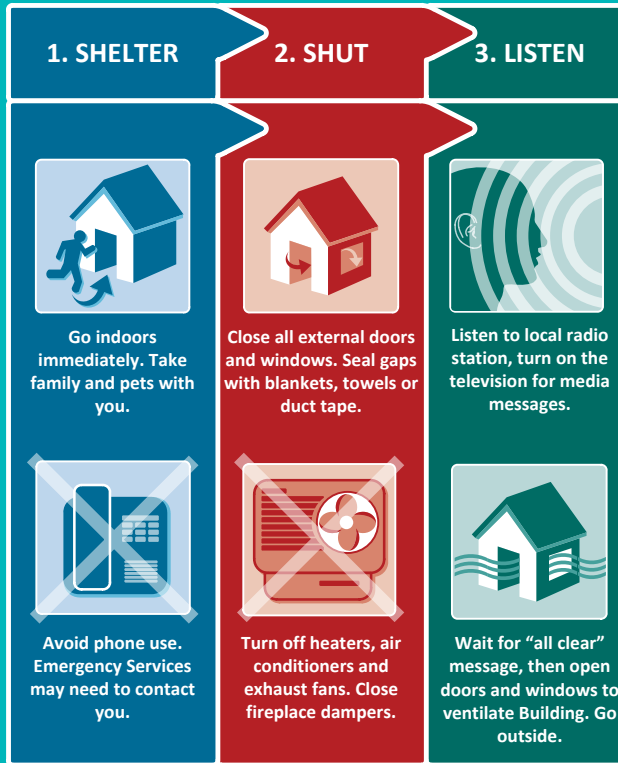 1. SHELTER
2. SHUT
3. LISTEN
Go indoors
immediately. Take
family and pets with
you.
Avoid phone use.
Emergency Services
may need to contact
you.
Close all external doors
and windows. Seal gaps
with blankets, towels or
duct tape.
Turn off heaters, air
conditioners and
exhaust fans. Close
fireplace dampers.
Listen to local radio
station, turn on the
television for media
messages.
Wait for “all clear”
message, then open
doors and windows to
ventilate Building. Go
outside.